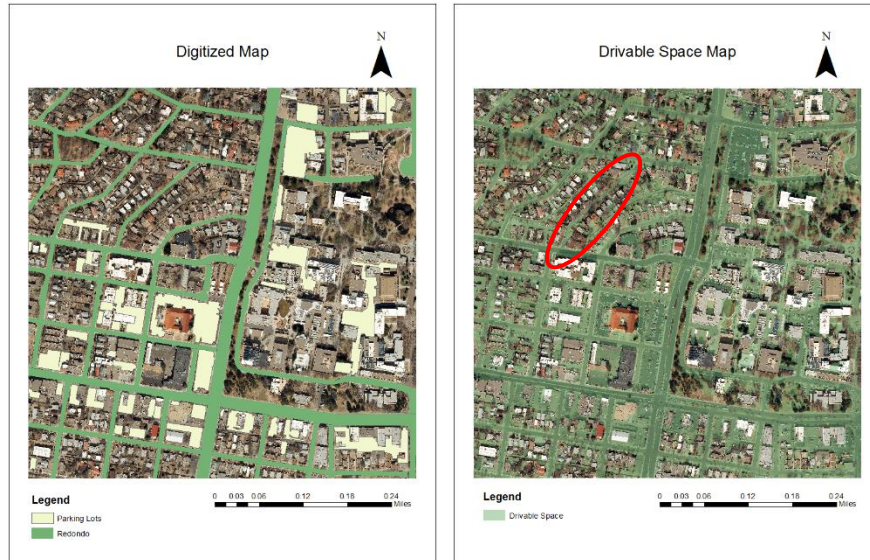 Digitized Map
N
Legend
Parking Lots
Redondo
0 0.03 0.06 0.12 0.18 0.24
Miles
Drivable Space Map
N
Legend
Drivable Space
0 0.03 0.06 0.12 0.18 0.24
Miles